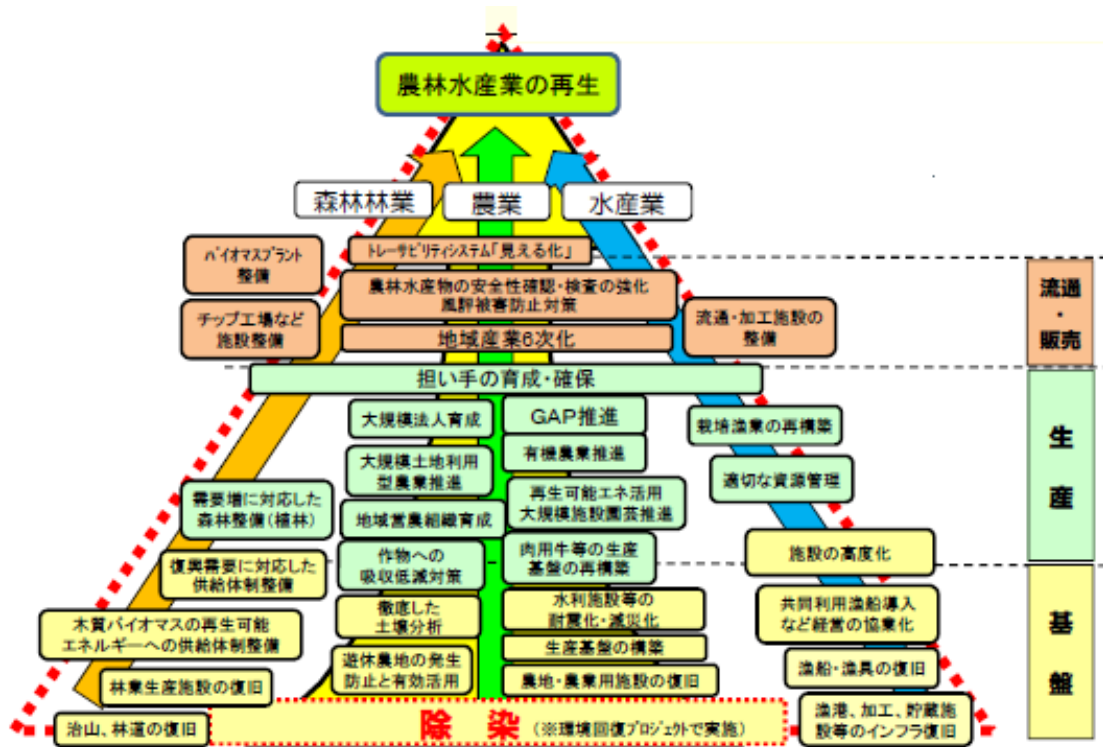 農林水産業の再生
森林林業
農業
水産業
バイオマスプラント
整備
トレーサビリティシステム「見える化」
農林水産物の安全性確認・検査の強化
風評被害防止対策
チップ工場など
施設整備
地域産業6次化
流通・加工施設の
整備
流通
・
販売
担い手の育成・確保
大規模法人育成
GAP推進
栽培漁業の再構築
有機農業推進
大規模土地利用
型農業推進
適切な資源管理
需要増に対応した
森林整備(植林)
地域営農組織育成
再生可能エネ活用
大規模施設園芸推進
生
産
作物への
吸収低減対策
肉用牛等の生産
基盤の再構築
施設の高度化
復興需要に対応した
供給体制整備
徹底した
土壌分析
水利施設等の
耐震化・減災化
共同利用漁船導入
など経営の協業化
木質バイオマスの再生可能
エネルギーへの供給体制整備
生産基盤の構築
遊休農地の発生
防止と有効活用
漁船・漁具の復旧
林業生産施設の復旧
農地・農業用施設の復旧
基
盤
治山、林道の復旧
除 染 (※環境回復プロジェクトで実施)
漁港、加工、貯蔵施
設等のインフラ復旧